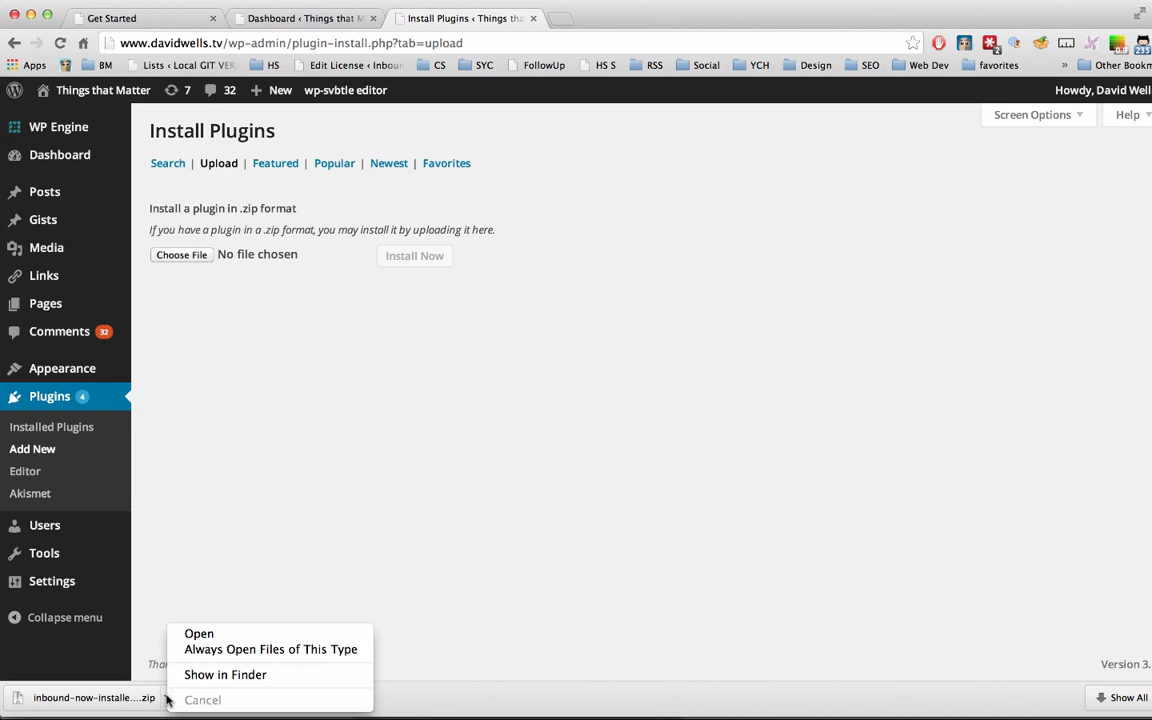 Get Started
Dashboard ‹ Things that M
Install Plugins ‹ Things tha
www.davidwells.tv/wp-admin/plugin-install.php?tab=upload
2
0.9
233
Apps
BM
Lists ‹ Local GIT VER
HS
Edit License ‹ Inboun
CS
SYC
FollowUp
HS S
RSS
Social
YCH
Design
SEO
Web Dev
favorites
»
Other Bookm
Things that Matter
7
32
New
wp-svbtle editor
Howdy, David Well
WP Engine
Dashboard
Posts
Gists
Media
Links
Pages
Comments 32
Appearance
Plugins 4
Installed Plugins
Add New
Editor
Akismet
Users
Tools
Settings
Collapse menu
Install Plugins
Screen Options
Help
Search | Upload | Featured | Popular | Newest | Favorites
Install a plugin in .zip format
If you have a plugin in a .zip format, you may install it by uploading it here.
Choose File No file chosen
Install Now
Open
Always Open Files of This Type
Show in Finder
Cancel
Tha
Version 3.
inbound-now-installe....zip
Show All